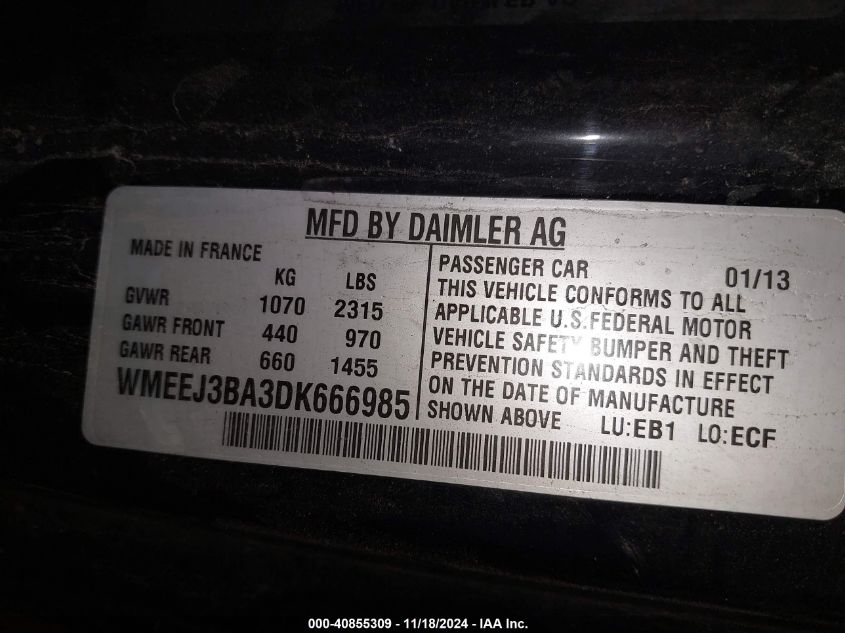 MFD BY DAIMLER AG
MADE IN FRANCE
KG LBS
GVWR 1070 2315
GAWR FRONT 440 970
GAWR REAR 660 1455
WMEEJ3BA3DK666985
PASSENGER CAR 01/13
THIS VEHICLE CONFORMS TO ALL
APPLICABLE U.S.FEDERAL MOTOR
VEHICLE SAFETY BUMPER AND THEFT
PREVENTION STANDARDS IN EFFECT
ON THE DATE OF MANUFACTURE
SHOWN ABOVE LU:EB1 LO:ECF
000-40855309 - 11/18/2024 - IAA Inc.